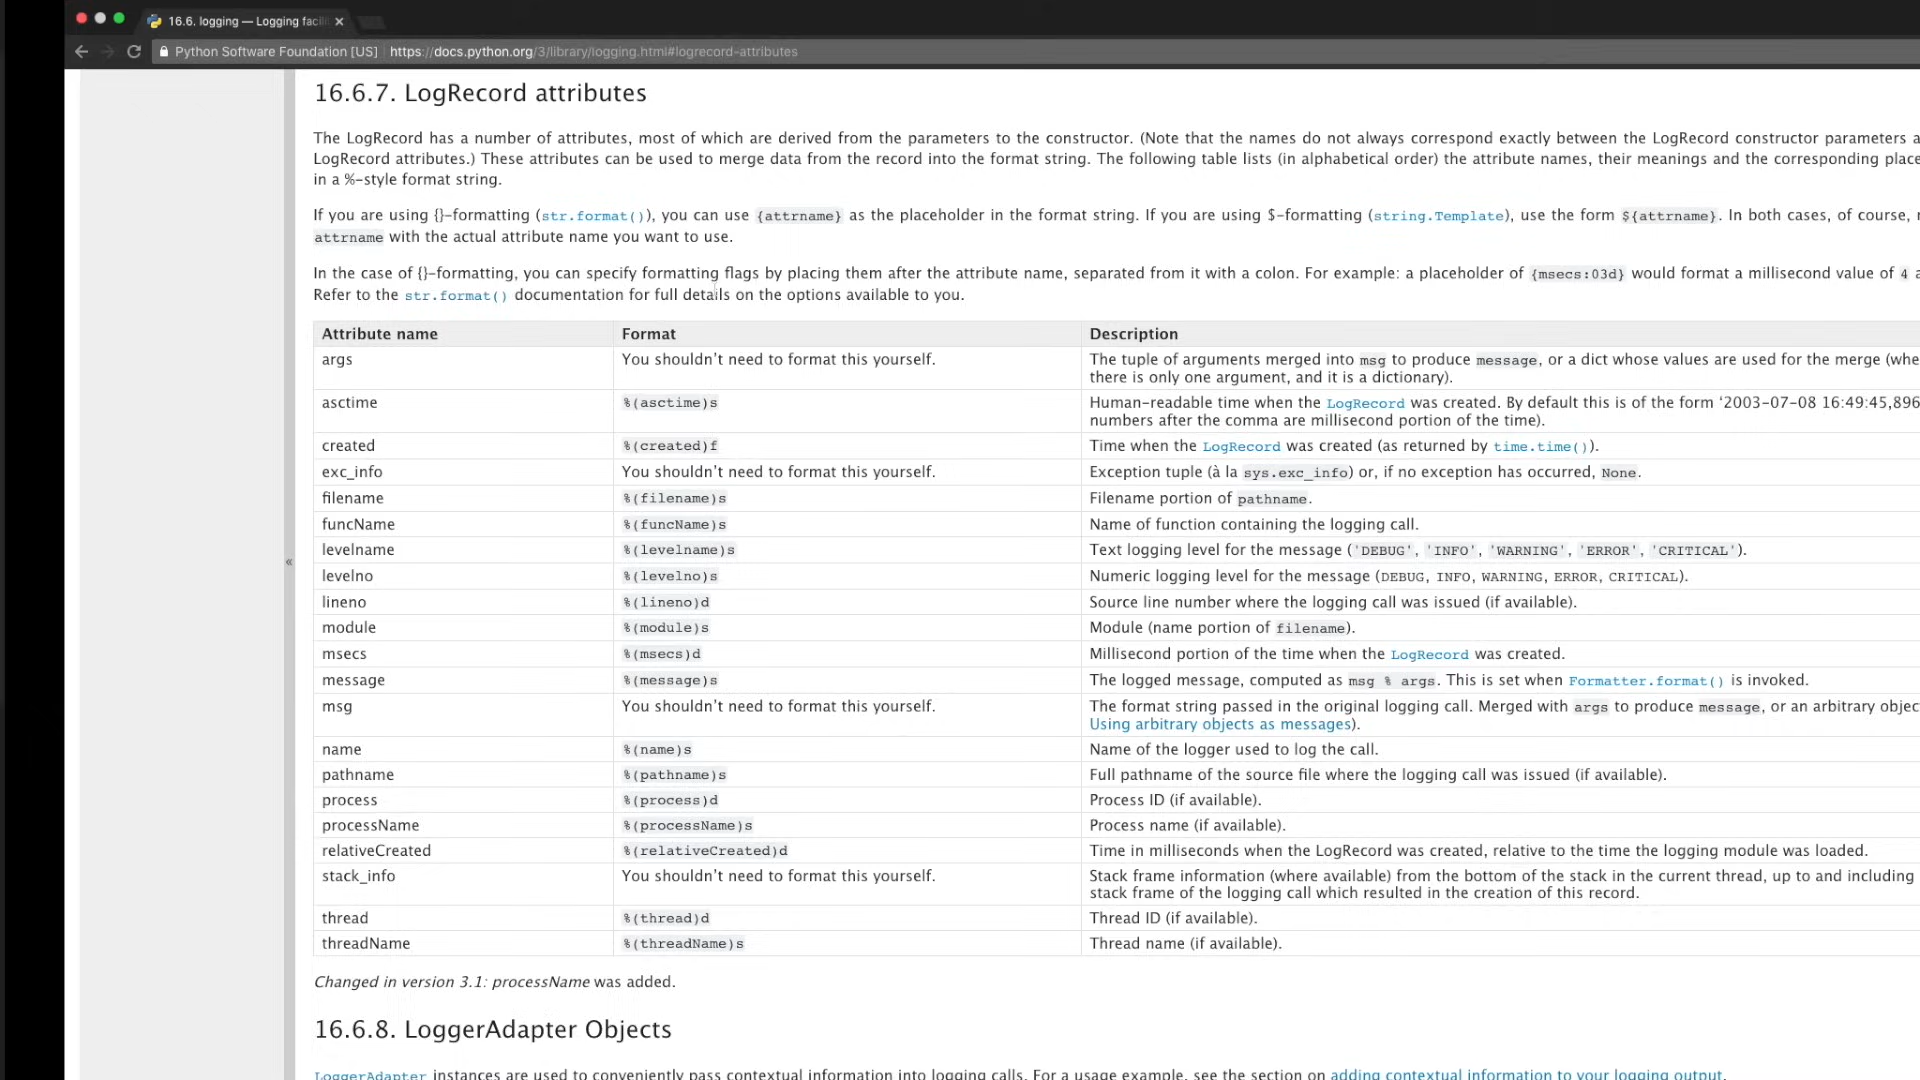 16.6. logging — Logging facili
Python Software Foundation [US] https://docs.python.org/3/library/logging.html#logrecord-attributes
16.6.7. LogRecord attributes
The LogRecord has a number of attributes, most of which are derived from the parameters to the constructor. (Note that the names do not always correspond exactly between the LogRecord constructor parameters a
LogRecord attributes.) These attributes can be used to merge data from the record into the format string. The following table lists (in alphabetical order) the attribute names, their meanings and the corresponding place
in a %-style format string.
If you are using {}-formatting (str.format()), you can use {attrname} as the placeholder in the format string. If you are using $-formatting (string.Template), use the form ${attrname}. In both cases, of course, r
attrname with the actual attribute name you want to use.
In the case of {}-formatting, you can specify formatting flags by placing them after the attribute name, separated from it with a colon. For example: a placeholder of {msecs:03d} would format a millisecond value of 4 a
Refer to the str.format() documentation for full details on the options available to you.
Attribute name Format Description
args You shouldn't need to format this yourself. The tuple of arguments merged into msg to produce message, or a dict whose values are used for the merge (whe
there is only one argument, and it is a dictionary).
asctime %(asctime)s Human-readable time when the LogRecord was created. By default this is of the form ‘2003-07-08 16:49:45,896
numbers after the comma are millisecond portion of the time).
created %(created)f Time when the LogRecord was created (as returned by time.time()).
exc_info You shouldn’t need to format this yourself. Exception tuple (à la sys.exc_info) or, if no exception has occurred, None.
filename %(filename)s Filename portion of pathname.
funcName %(funcName)s Name of function containing the logging call.
levelname %(levelname)s Text logging level for the message ('DEBUG', 'INFO', 'WARNING', 'ERROR', 'CRITICAL').
levelno %(levelno)s Numeric logging level for the message (DEBUG, INFO, WARNING, ERROR, CRITICAL).
lineno %(lineno)d Source line number where the logging call was issued (if available).
module %(module)s Module (name portion of filename).
msecs %(msecs)d Millisecond portion of the time when the LogRecord was created.
message %(message)s The logged message, computed as msg % args. This is set when Formatter.format() is invoked.
msg You shouldn’t need to format this yourself. The format string passed in the original logging call. Merged with args to produce message, or an arbitrary objec
Using arbitrary objects as messages).
name %(name)s Name of the logger used to log the call.
pathname %(pathname)s Full pathname of the source file where the logging call was issued (if available).
process %(process)d Process ID (if available).
processName %(processName)s Process name (if available).
relativeCreated %(relativeCreated)d Time in milliseconds when the LogRecord was created, relative to the time the logging module was loaded.
stack_info You shouldn’t need to format this yourself. Stack frame information (where available) from the bottom of the stack in the current thread, up to and including
stack frame of the logging call which resulted in the creation of this record.
thread %(thread)d Thread ID (if available).
threadName %(threadName)s Thread name (if available).
Changed in version 3.1: processName was added.
16.6.8. LoggerAdapter Objects
LoggerAdapter instances are used to conveniently pass contextual information into logging calls. For a usage example, see the section on adding contextual information to your logging output.